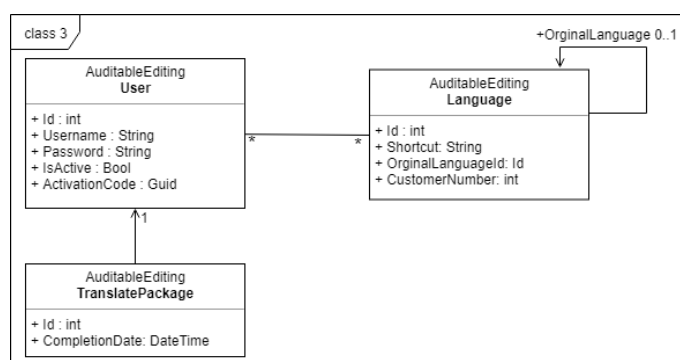 class 3
+OrginalLanguage 0..1
AuditableEditing
User
+ Id : int
+ Username : String
+ Password : String
+ IsActive : Bool
+ ActivationCode : Guid
*
*
AuditableEditing
Language
+ Id : int
+ Shortcut: String
+ OrginalLanguageId: Id
+ CustomerNumber: int
1
AuditableEditing
TranslatePackage
+ Id : int
+ CompletionDate: DateTime